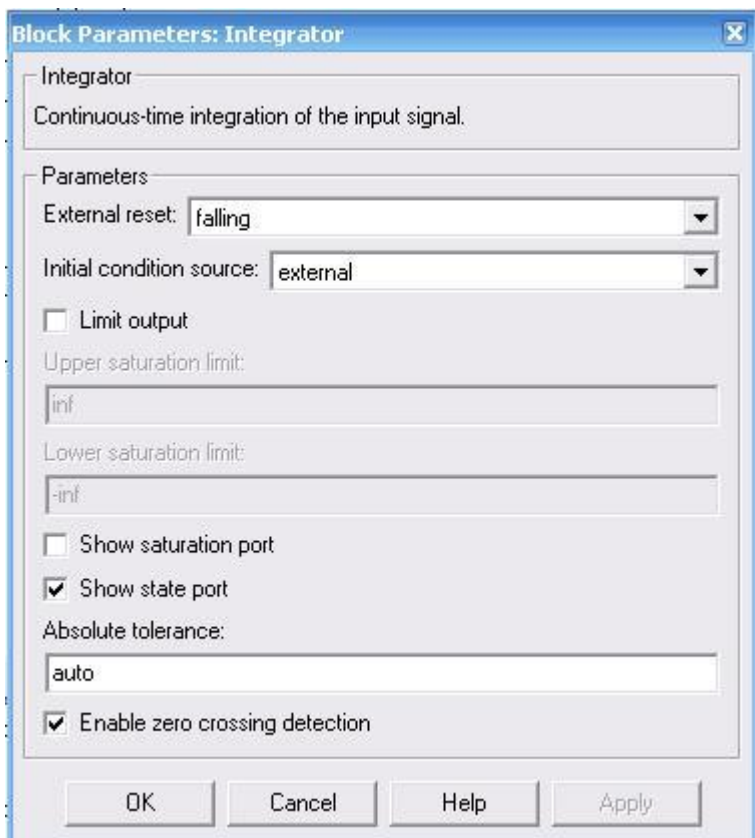 Block Parameters: Integrator
Integrator
Continuous-time integration of the input signal.
Parameters
External reset: falling
Initial condition source: external
Limit output
Upper saturation limit:
inf
Lower saturation limit:
-inf
Show saturation port
Show state port
Absolute tolerance:
auto
Enable zero crossing detection
OK Cancel Help Apply